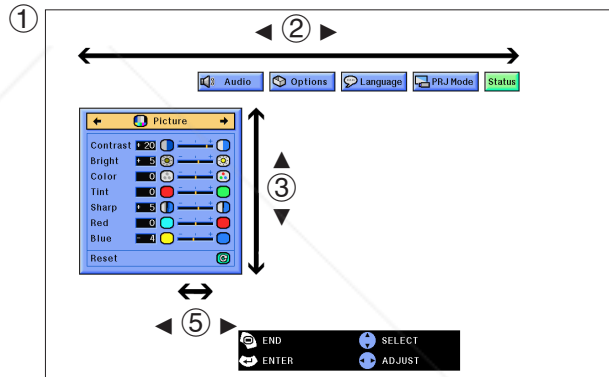 ①
◄ ② ►
Audio Options Language PRJ Mode Status
Picture
Contrast + 20
Bright + 5
Color 0
Tint 0
Sharp + 5
Red 0
Blue - 4
Reset
▲
③
▼
◄ ⑤ ►
END SELECT
ENTER ADJUST